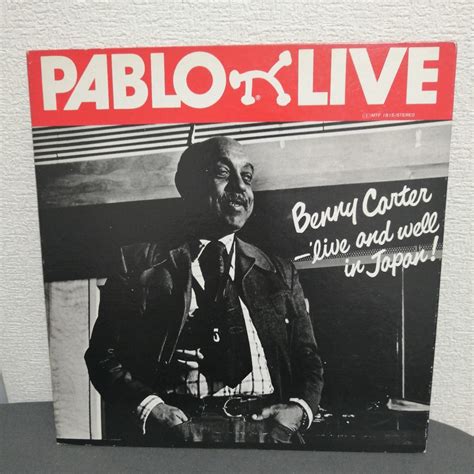 PABLO LIVE
Benny Carter
–'live and well
in Japan!